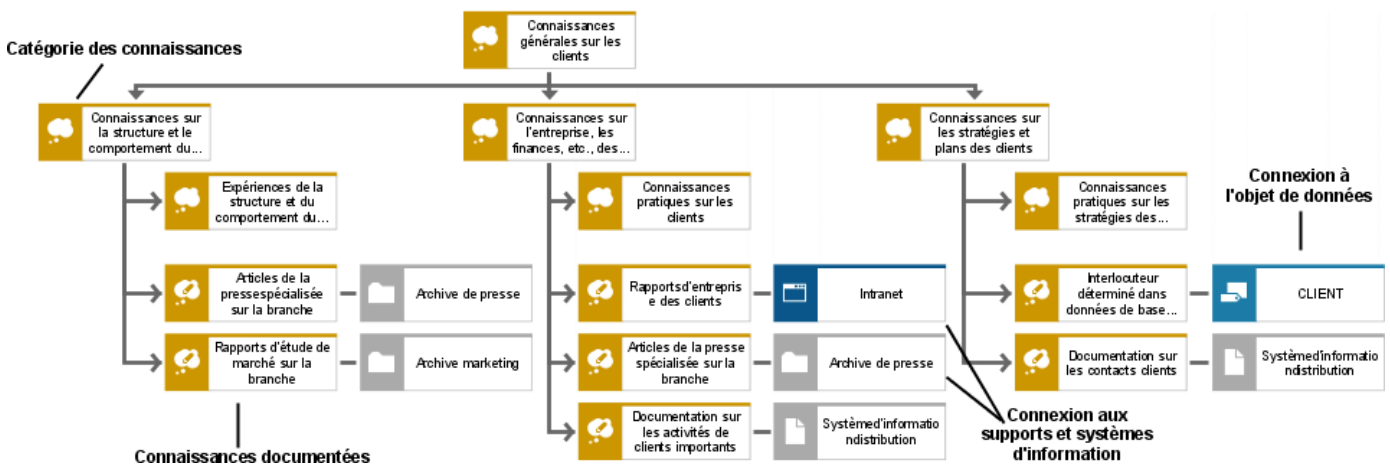 Connaissances
générales sur les
clients
Catégorie des connaissances
Connaissances sur
la structure et le
comportement du...
Connaissances sur
l'entreprise, les
finances, etc., des...
Connaissances sur
les stratégies et
plans des clients
Expériences de la
structure et du
comportement du...
Connaissances
pratiques sur les
clients
Connaissances
pratiques sur les
stratégies des...
Connexion à
l'objet de données
Articles de la
pressespécialisée
sur la branche
Archive de presse
Rapportsd'entrepris
e des clients
Intranet
Interlocuteur
déterminé dans
données de base...
CLIENT
Rapports d'étude de
marché sur la
branche
Archive marketing
Articles de la presse
spécialisée sur la
branche
Archive de presse
Documentation sur
les contacts clients
Systèmed'informatio
ndistribution
Documentation sur
les activités de
clients importants
Systèmed'informatio
ndistribution
Connexion aux
supports et systèmes
d'information
Connaissances documentées